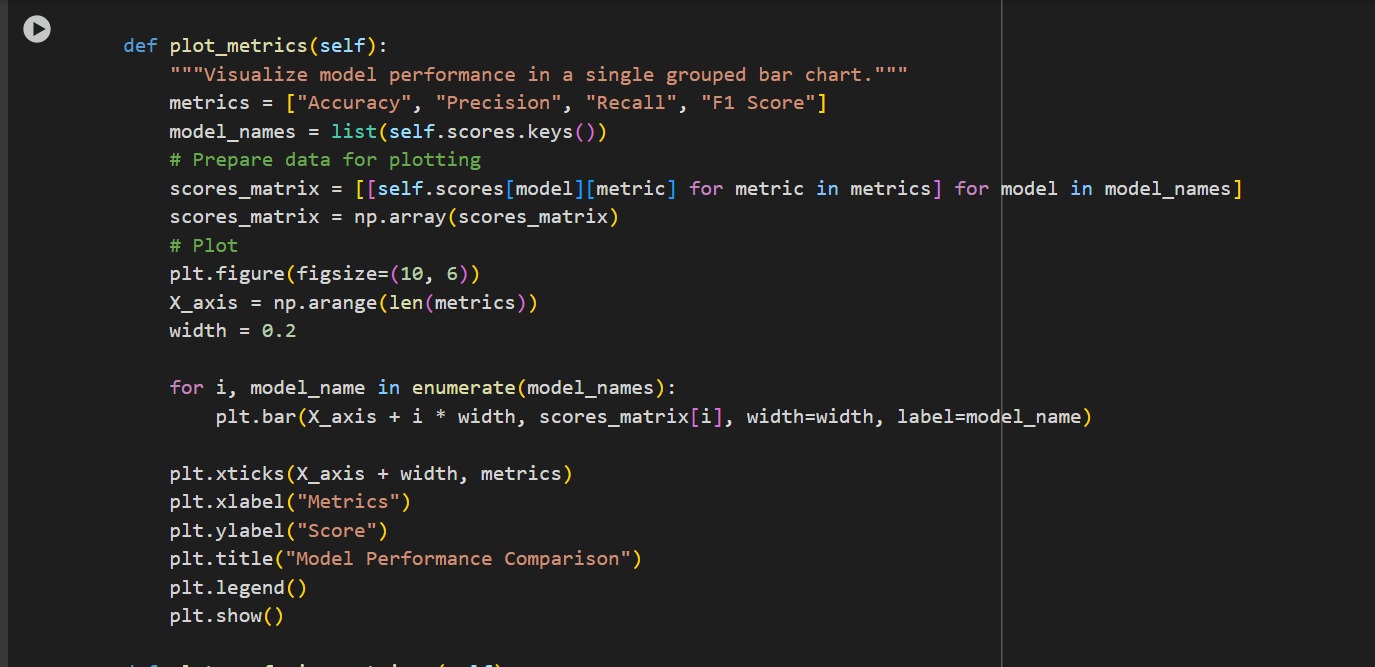 def plot_metrics(self):
"""Visualize model performance in a single grouped bar chart."""
metrics = ["Accuracy", "Precision", "Recall", "F1 Score"]
model_names = list(self.scores.keys())
# Prepare data for plotting
scores_matrix = [[self.scores[model][metric] for metric in metrics] for model in model_names]
scores_matrix = np.array(scores_matrix)
# Plot
plt.figure(figsize=(10, 6))
X_axis = np.arange(len(metrics))
width = 0.2
for i, model_name in enumerate(model_names):
plt.bar(X_axis + i * width, scores_matrix[i], width=width, label=model_name)
plt.xticks(X_axis + width, metrics)
plt.xlabel("Metrics")
plt.ylabel("Score")
plt.title("Model Performance Comparison")
plt.legend()
plt.show()